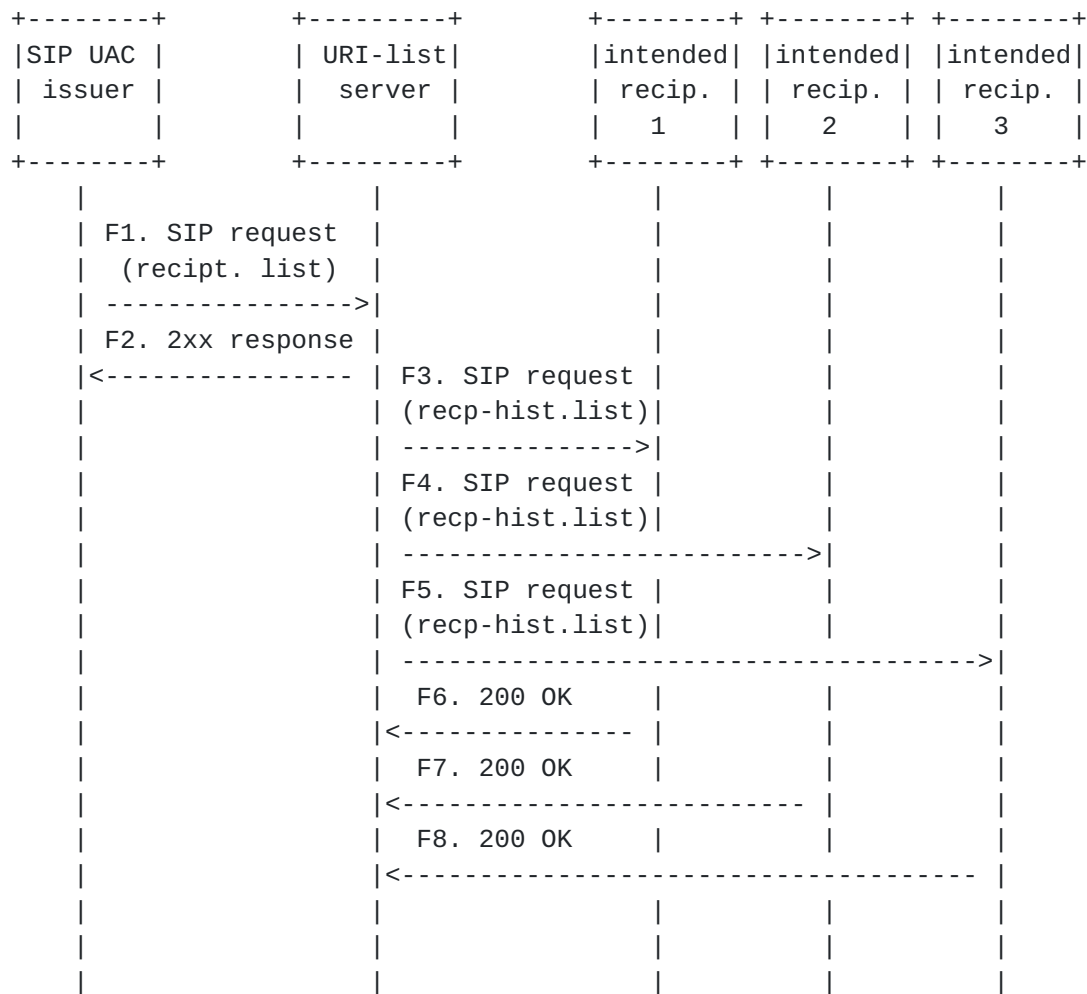 +--------+        +---------+        +--------+ +--------+ +--------+
|SIP UAC |        | URI-list|        |intended| |intended| |intended|
| issuer |        |  server |        | recip. | | recip. | | recip. |
|        |        |         |        |   1    | |   2    | |   3    |
+--------+        +---------+        +--------+ +--------+ +--------+
    |                  |                 |          |          |
    | F1. SIP request  |                 |          |          |
    |  (recipt. list)  |                 |          |          |
    | ---------------->|                 |          |          |
    | F2. 2xx response |                 |          |          |
    |<---------------- | F3. SIP request |          |          |
    |                  | (recp-hist.list)|          |          |
    |                  | --------------->|          |          |
    |                  | F4. SIP request |          |          |
    |                  | (recp-hist.list)|          |          |
    |                  | -------------------------->|          |
    |                  | F5. SIP request |          |          |
    |                  | (recp-hist.list)|          |          |
    |                  | ------------------------------------->|
    |                  |  F6. 200 OK     |          |          |
    |                  |<--------------- |          |          |
    |                  |  F7. 200 OK     |          |          |
    |                  |<-------------------------- |          |
    |                  |  F8. 200 OK     |          |          |
    |                  |<------------------------------------- |
    |                  |                 |          |          |
    |                  |                 |          |          |
    |                  |                 |          |          |